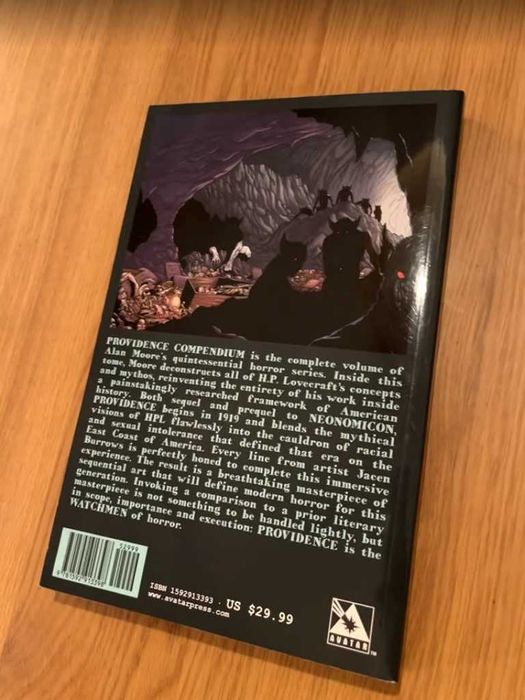 PROVIDENCE COMPENDIUM is the complete volume of
Alan Moore's quintessential horror series. Inside this
tome, Moore deconstructs all of H.P. Lovecraft's concepts
and mythos, reinventing the entirety of his work inside
a painstakingly researched framework of American
history. Both sequel and prequel to NEONOMICON,
PROVIDENCE begins in 1919 and blends the mythical
visions of HPL flawlessly into the cauldron of racial
and sexual intolerance that defined that era on the
East Coast of America. Every line from artist Jacen
Burrows is perfectly honed to complete this immersive
experience. The result is a breathtaking masterpiece of
sequential art that will define modern horror for this
generation. Invoking a comparison to a prior literary
masterpiece is not something to be handled lightly, but
in scope, importance and execution: PROVIDENCE is the
WATCHMEN of horror.
52999
9 781592 913398
ISBN 1592913393 · US $29.99
www.avatarpress.com
AVATAR
TM